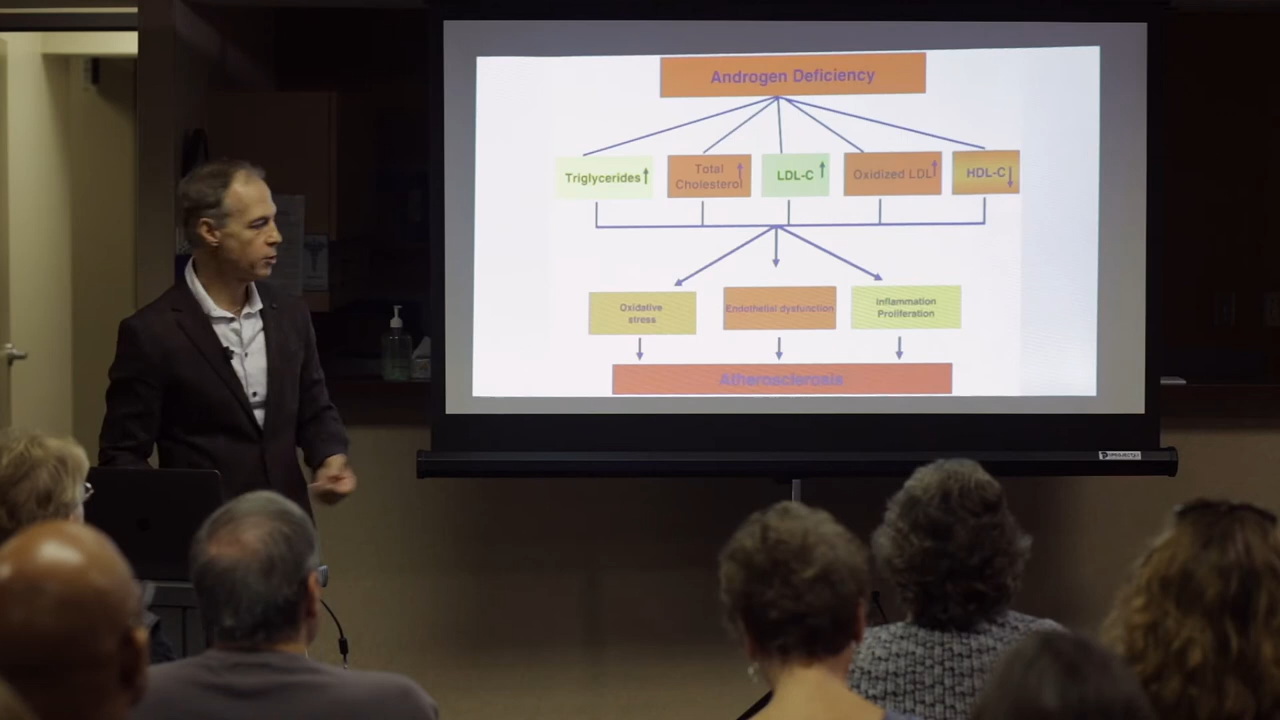 Androgen Deficiency
Triglycerides↑
Total ↑
Cholesterol
LDL-C ↑
Oxidized LDL↑
HDL-C↓
Oxidative
stress
Endothelial dysfunction
Inflammation
Proliferation
Atherosclerosis